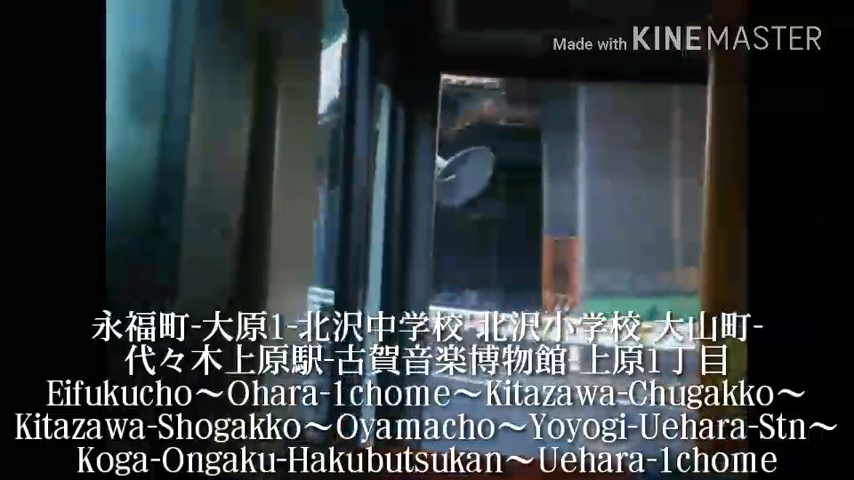 Made with KINEMASTER
永福町-大原1-北沢中学校-北沢小学校-大山町-
代々木上原駅-古賀音楽博物館-上原1丁目
Eifukucho～Ohara-1chome～Kitazawa-Chugakko～
Kitazawa-Shogakko～Oyamacho～Yoyogi-Uehara-Stn～
Koga-Ongaku-Hakubutsukan～Uehara-1chome